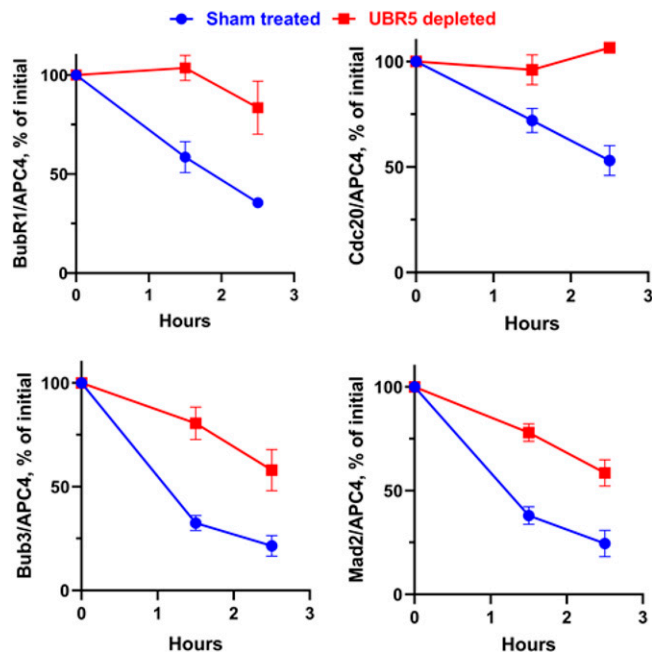 Sham treated UBR5 depleted
BubR1/APC4, % of initial
100
50
0
0 1 2 3
Hours
Cdc20/APC4, % of initial
100
50
0
0 1 2 3
Hours
Bub3/APC4, % of initial
100
50
0
0 1 2 3
Hours
Mad2/APC4, % of initial
100
50
0
0 1 2 3
Hours